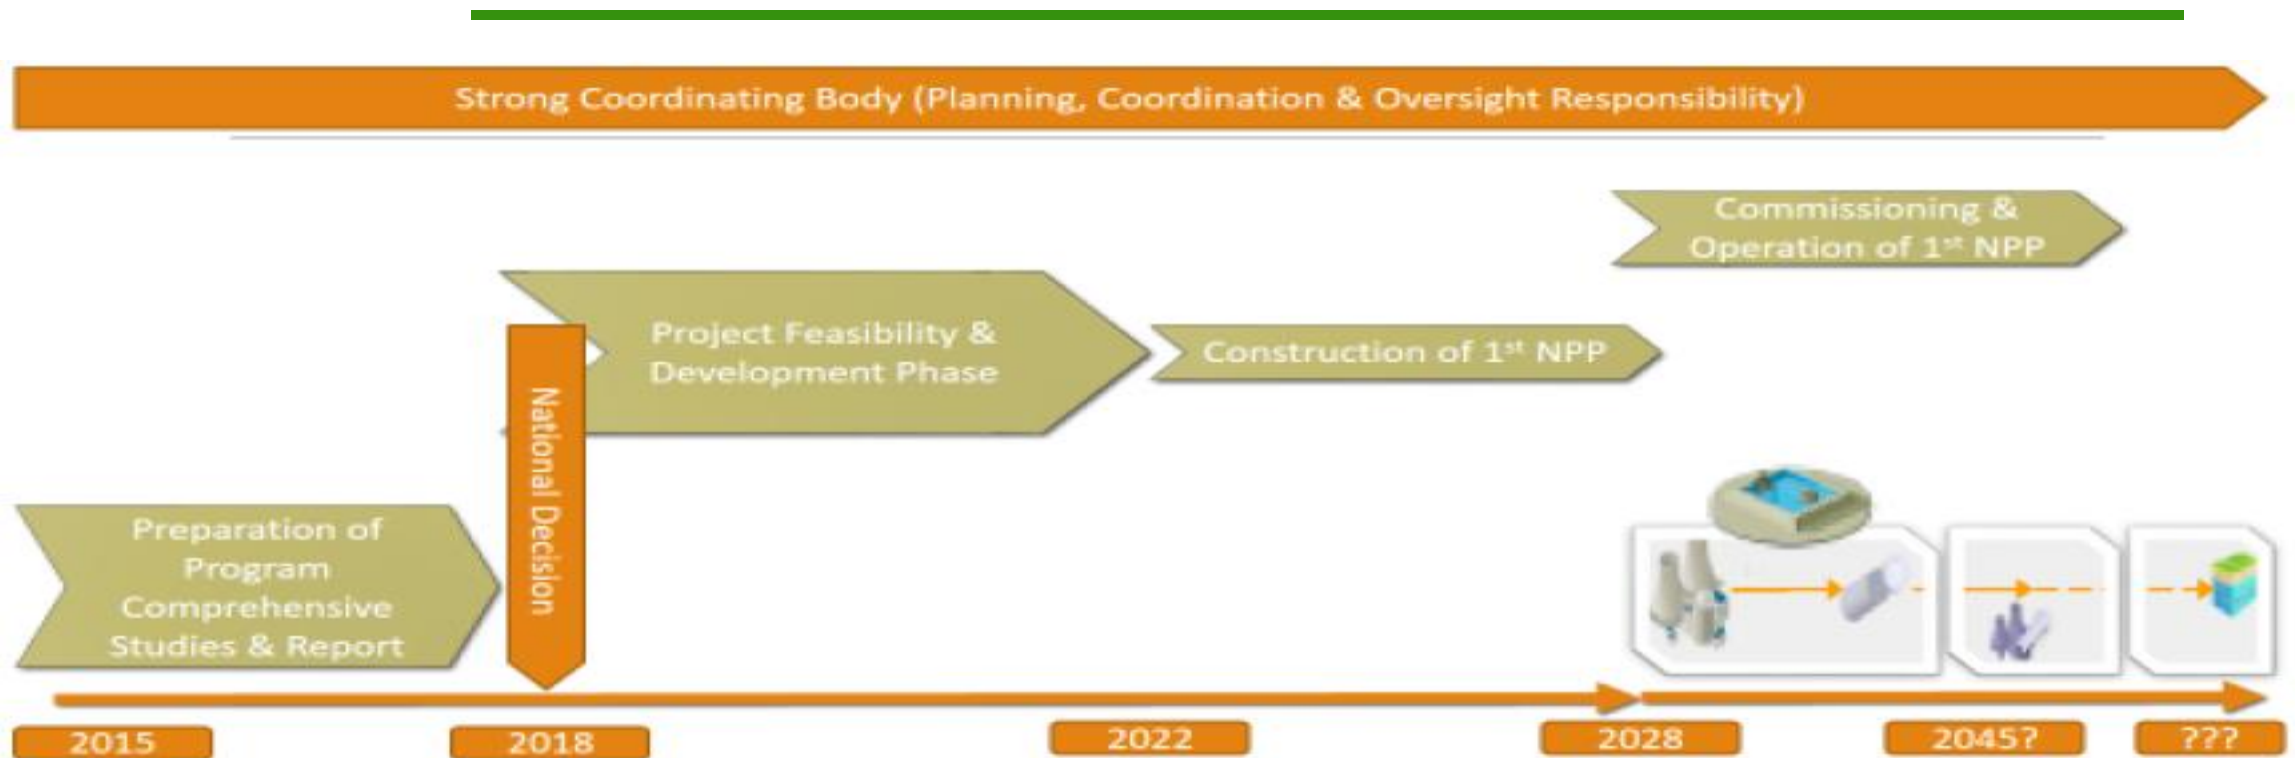 Strong Coordinating Body (Planning, Coordination & Oversight Responsibility)
Commissioning &
Operation of 1st NPP
Project Feasibility &
Development Phase
Construction of 1st NPP
National Decision
Preparation of
Program
Comprehensive
Studies & Report
2015
2018
2022
2028
2045?
???